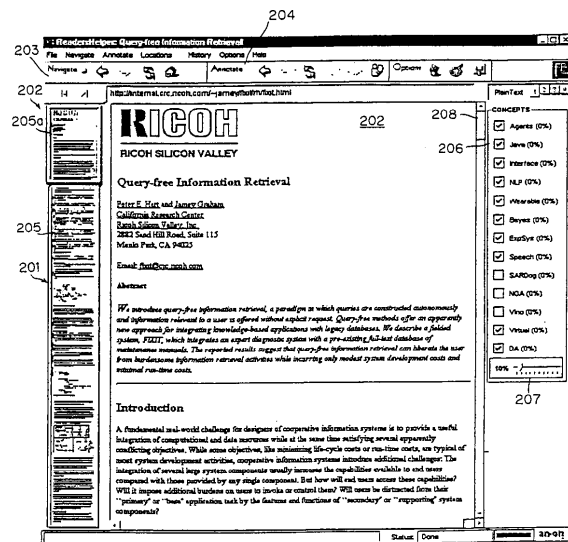 204
ReadersHelper: Query-free Information Retrieval
File Navigate Annotate Locations History Options Help
203
Navigate Annotate Options
202
http://internal.crc.ricoh.com/~jamey/fbof/nv/fbot.html
PlainText 1 2 3 4
205a
RICOH
202
208
RICOH SILICON VALLEY
CONCEPTS
206
Agents (0%)
Java (0%)
Interface (0%)
NLP (0%)
Wearable (0%)
Bayes (0%)
ExpSys (0%)
Speech (0%)
SARDog (0%)
NGA (0%)
Vino (0%)
Virtual (0%)
DA (0%)
10%
207
205
201
Query-free Information Retrieval
Peter E. Hart and Jamey Graham
California Research Center
Ricoh Silicon Valley, Inc.
2882 Sand Hill Road, Suite 115
Menlo Park, CA 94025
Email: fbot@crc.ricoh.com
Abstract
We introduce query-free information retrieval, a paradigm in which queries are constructed autonomously
and information relevant to a user is offered without explicit request. Query-free methods offer an apparently
new approach for integrating knowledge-based applications with legacy databases. We describe a fielded
system, FIXIT, which integrates an expert diagnostic system with a pre-existing full-text database of
maintenance manuals. The reported results suggest that query-free information retrieval can liberate the user
from burdensome information retrieval activities while incurring only modest system development costs and
minimal run-time costs.
Introduction
A fundamental real-world challenge for designers of cooperative information systems is to provide a useful
integration of computational and data resources while at the same time satisfying several apparently
conflicting objectives. While some objectives, like minimizing life-cycle costs or run-time costs, are typical of
most system development activities, cooperative information systems introduce additional challenges: The
integration of several large system components usually increases the capabilities available to end users
compared with those provided by any single component. But how will end users access these capabilities?
Will it impose additional burdens on users to invoke or control them? Will users be distracted from their
"primary" or "base" application task by the features and functions of "secondary" or "supporting" system
components?
Status: Done